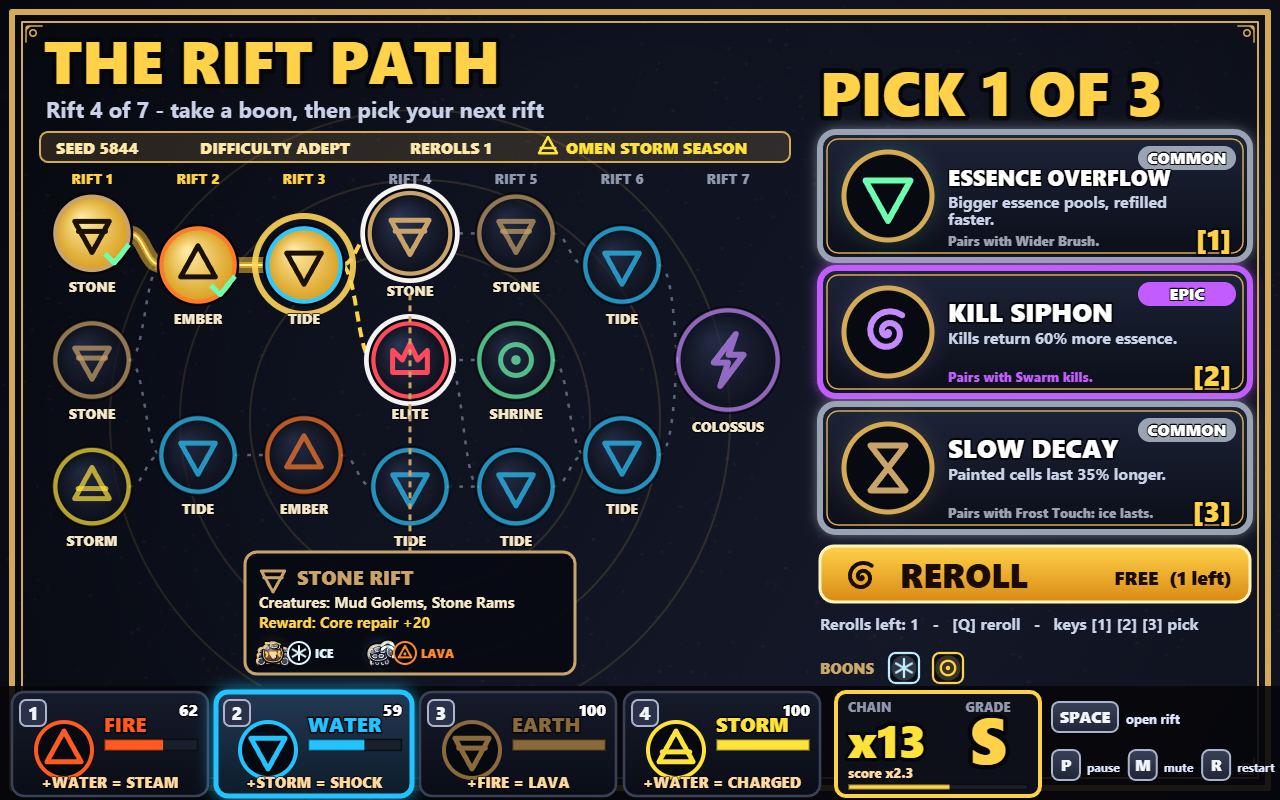 THE RIFT PATH
Rift 4 of 7 - take a boon, then pick your next rift
SEED 5844 DIFFICULTY ADEPT REROLLS 1 OMEN STORM SEASON
RIFT 1 RIFT 2 RIFT 3 RIFT 4 RIFT 5 RIFT 6 RIFT 7
STONE STONE STONE
EMBER TIDE TIDE
STONE ELITE SHRINE
COLOSSUS
TIDE EMBER TIDE
STORM TIDE TIDE
STONE RIFT
Creatures: Mud Golems, Stone Rams
Reward: Core repair +20
ICE LAVA
PICK 1 OF 3
COMMON
ESSENCE OVERFLOW
Bigger essence pools, refilled
faster.
Pairs with Wider Brush. [1]
EPIC
KILL SIPHON
Kills return 60% more essence.
Pairs with Swarm kills. [2]
COMMON
SLOW DECAY
Painted cells last 35% longer.
Pairs with Frost Touch: ice lasts. [3]
REROLL FREE (1 left)
Rerolls left: 1 - [Q] reroll - keys [1] [2] [3] pick
BOONS
1 FIRE 62
+WATER = STEAM
2 WATER 59
+STORM = SHOCK
3 EARTH 100
+FIRE = LAVA
4 STORM 100
+WATER = CHARGED
CHAIN GRADE
x13 S
score x2.3
SPACE open rift
P pause M mute R restart